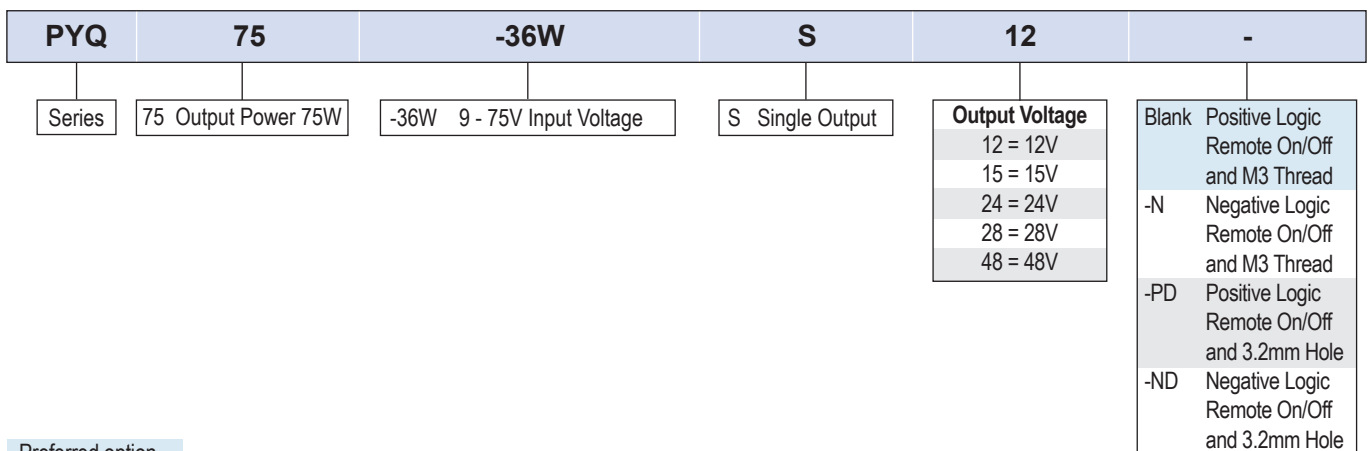 PYQ 75 -36W S 12 -
Series
75 Output Power 75W
-36W 9 - 75V Input Voltage
S Single Output
Output Voltage
12 = 12V
15 = 15V
24 = 24V
28 = 28V
48 = 48V
Blank Positive Logic
Remote On/Off
and M3 Thread
-N Negative Logic
Remote On/Off
and M3 Thread
-PD Positive Logic
Remote On/Off
and 3.2mm Hole
-ND Negative Logic
Remote On/Off
and 3.2mm Hole
Preferred option